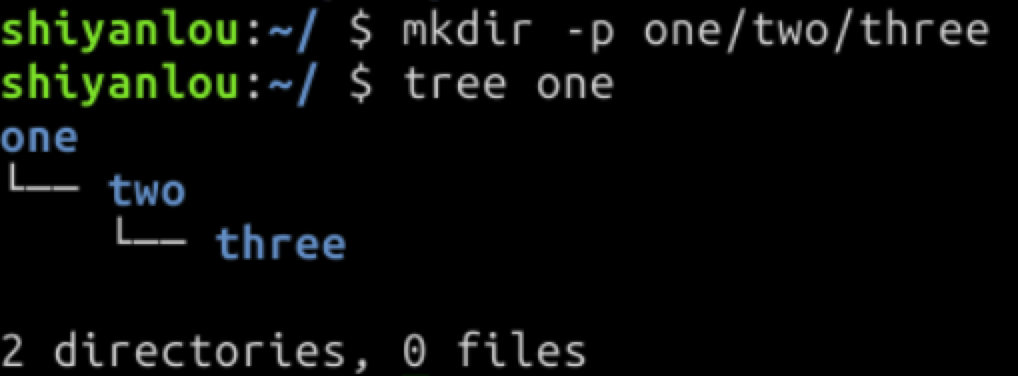 shiyanlou:~/ $ mkdir -p one/two/three
shiyanlou:~/ $ tree one
one
└── two
    └── three
2 directories, 0 files